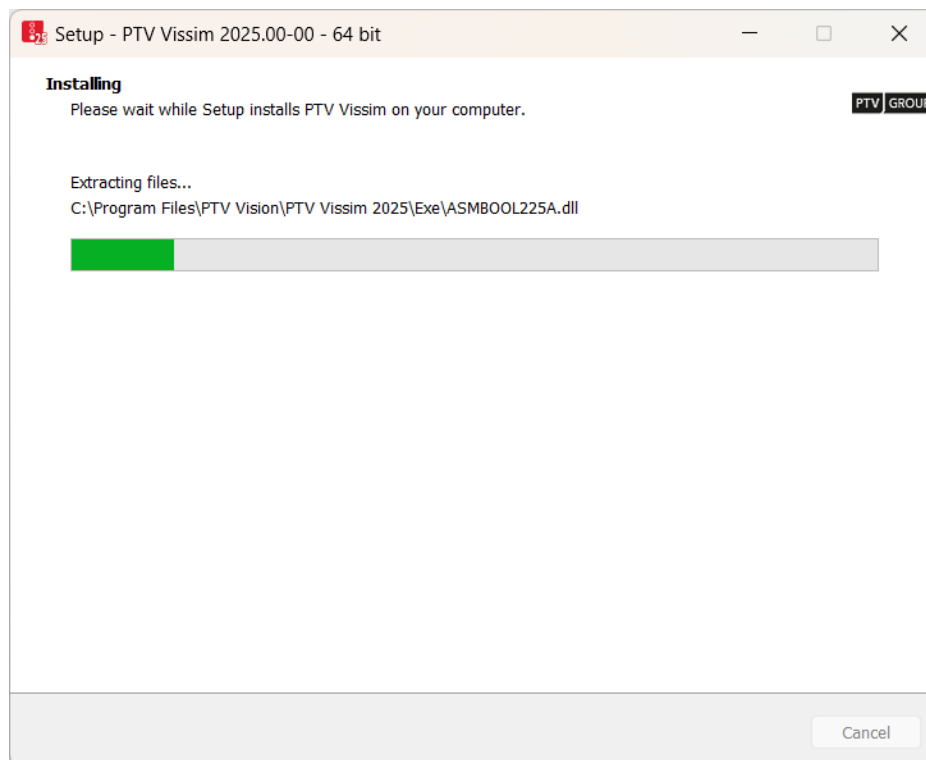 Setup - PTV Vissim 2025.00-00 - 64 bit
Installing
Please wait while Setup installs PTV Vissim on your computer.
PTV GROUP
Extracting files...
C:\Program Files\PTV Vision\PTV Vissim 2025\Exe\ASMBOOL225A.dll
Cancel